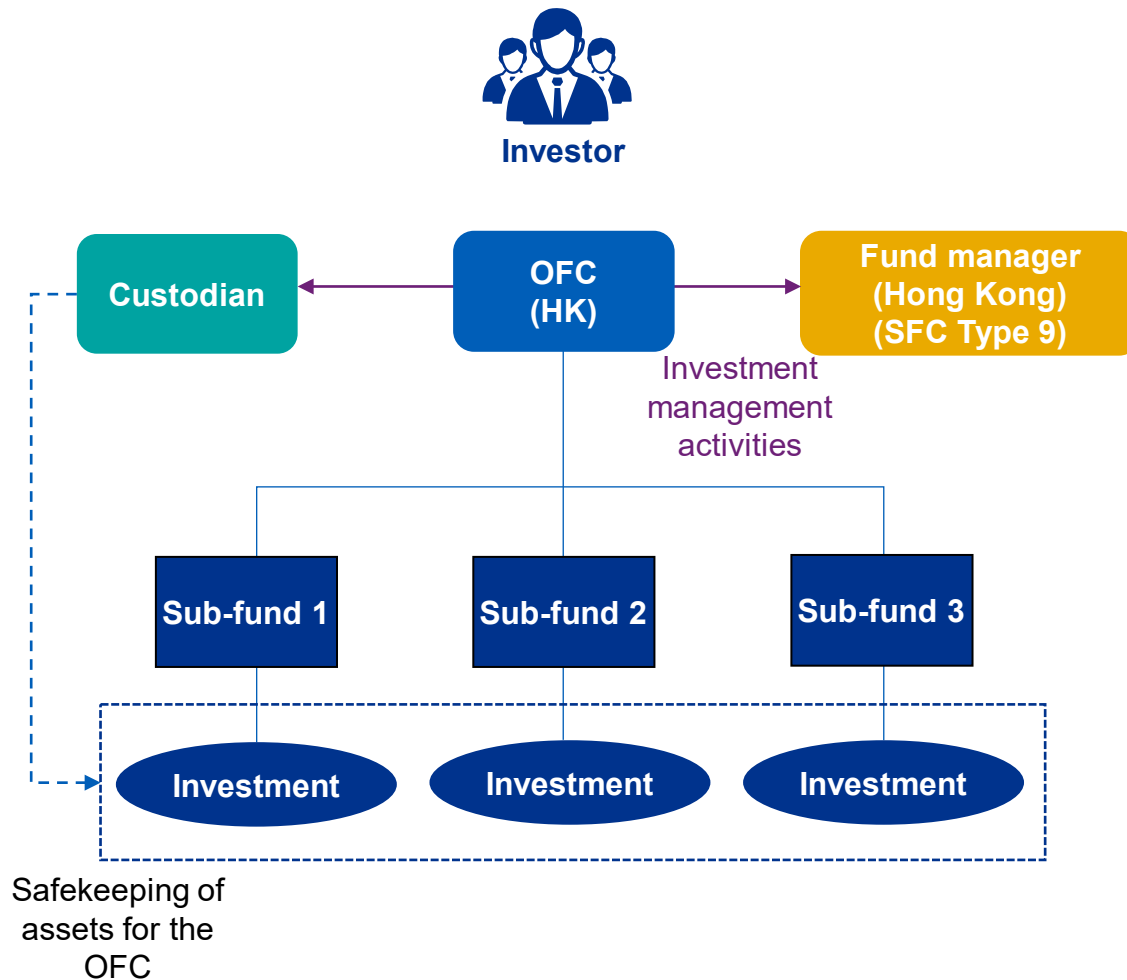 Investor
Custodian
OFC
(HK)
Fund manager
(Hong Kong)
(SFC Type 9)
Investment
management
activities
Sub-fund 1
Sub-fund 2
Sub-fund 3
Investment
Investment
Investment
Safekeeping of
assets for the
OFC